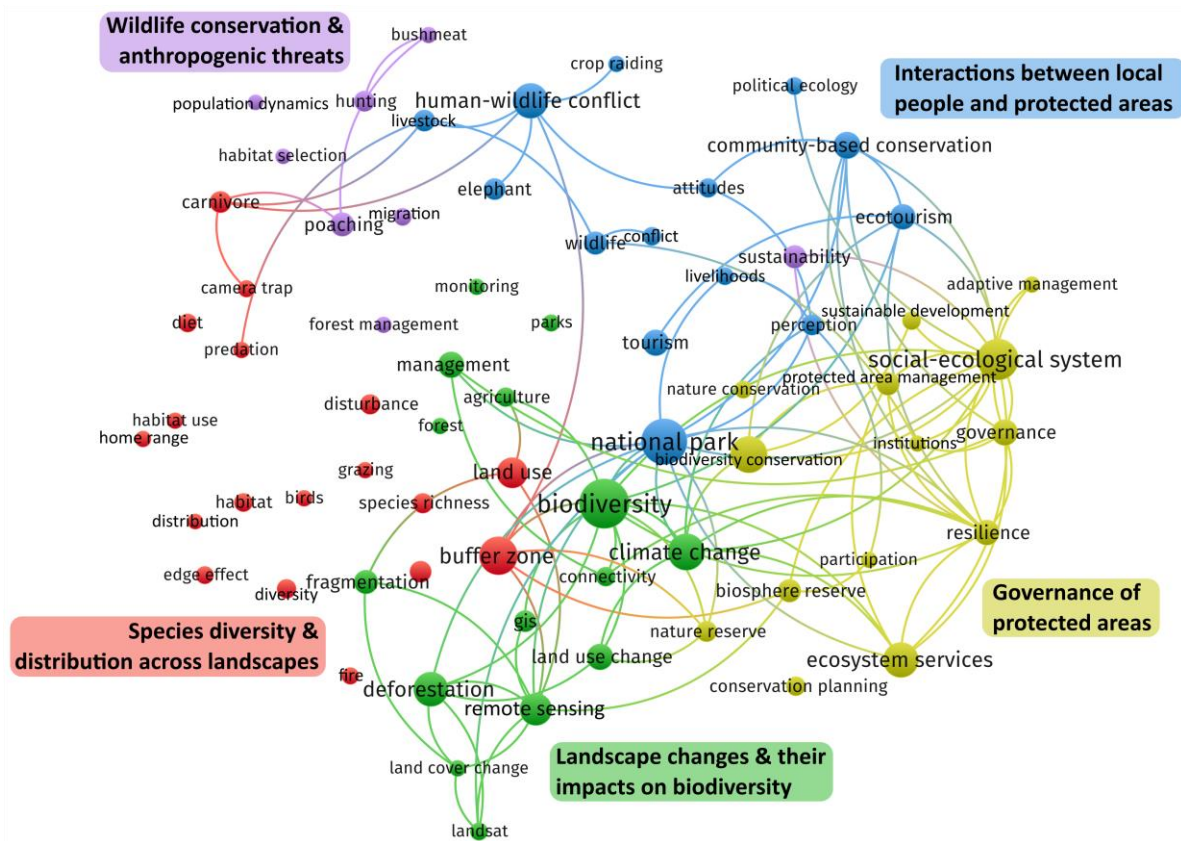 Wildlife conservation &
anthropogenic threats
bushmeat
crop raiding
political ecology
Interactions between local
people and protected areas
population dynamics
hunting
human-wildlife conflict
livestock
community-based conservation
habitat selection
elephant
attitudes
carnivore
migration
poaching
ecotourism
wildlife
conflict
sustainability
livelihoods
adaptive management
camera trap
monitoring
sustainable development
diet
forest management
parks
perception
predation
tourism
social-ecological system
management
nature conservation
protected area management
agriculture
disturbance
habitat use
home range
forest
national park
institutions
governance
biodiversity conservation
grazing
land use
habitat
birds
species richness
biodiversity
distribution
resilience
buffer zone
climate change
participation
edge effect
fragmentation
connectivity
diversity
biosphere reserve
gis
nature reserve
Governance of
protected areas
Species diversity &
distribution across landscapes
land use change
ecosystem services
fire
deforestation
conservation planning
remote sensing
Landscape changes & their
impacts on biodiversity
land cover change
landsat